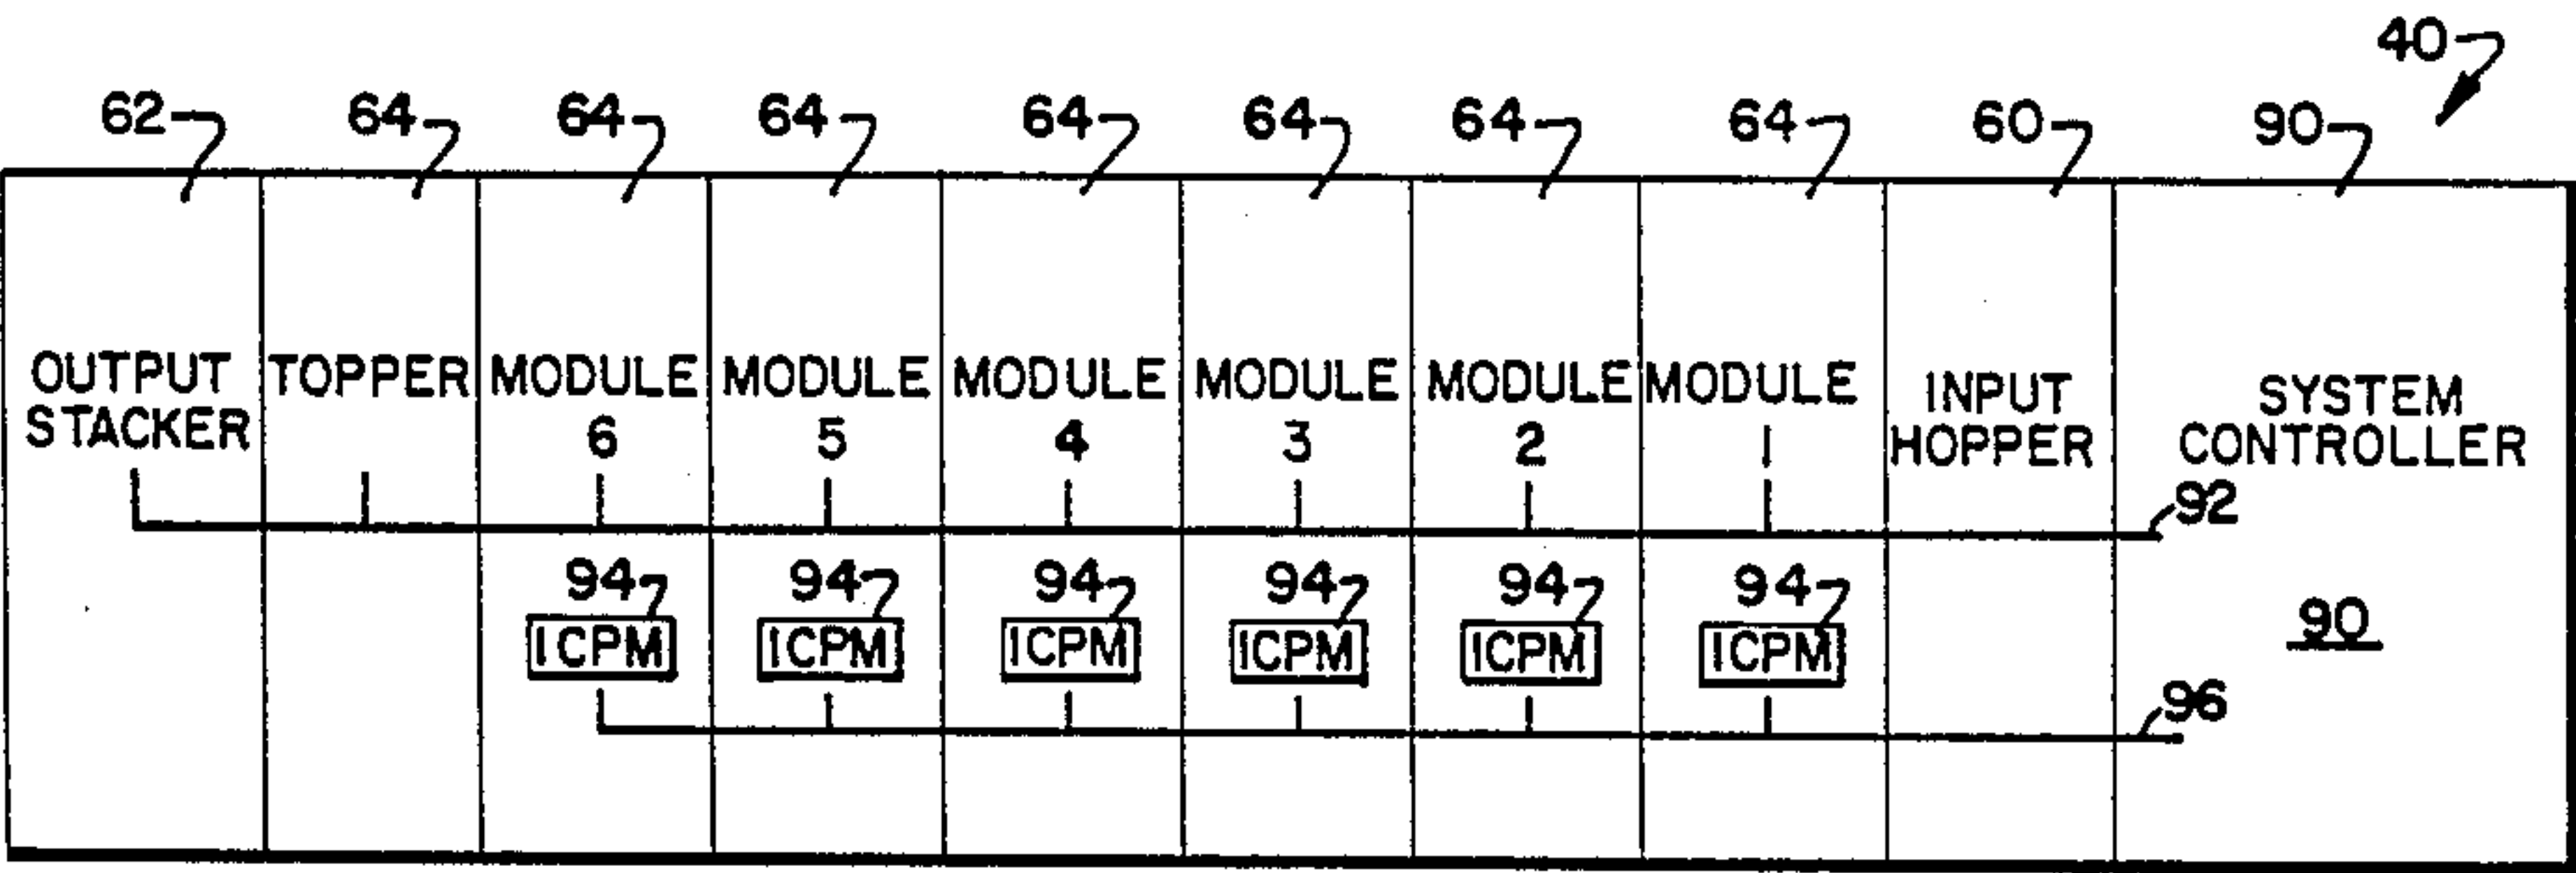 40
62 64 64 64 64 64 64 64 60 90
OUTPUT TOPPER MODULE MODULE MODULE MODULE MODULE MODULE INPUT SYSTEM
STACKER 6 5 4 3 2 1 HOPPER CONTROLLER
92
94 94 94 94 94 94
ICPM ICPM ICPM ICPM ICPM ICPM 90
96